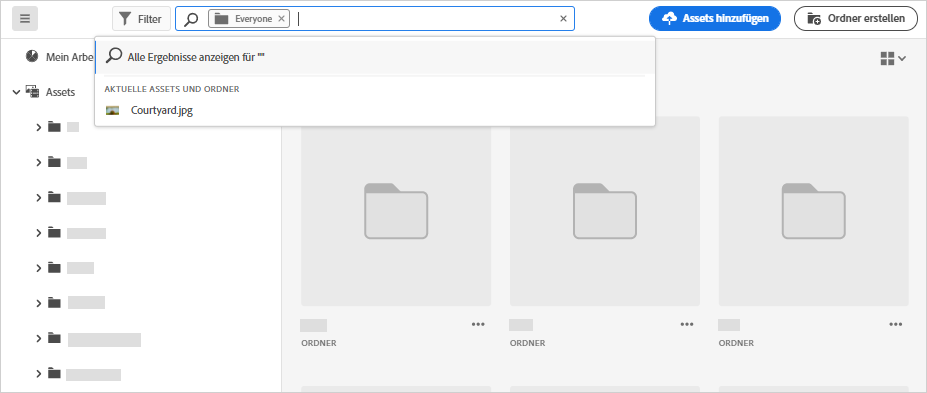 Filter
Everyone
Assets hinzufügen
Ordner erstellen
Mein Arbe
Alle Ergebnisse anzeigen für ""
Assets
AKTUELLE ASSETS UND ORDNER
Courtyard.jpg
ORDNER
ORDNER
ORDNER